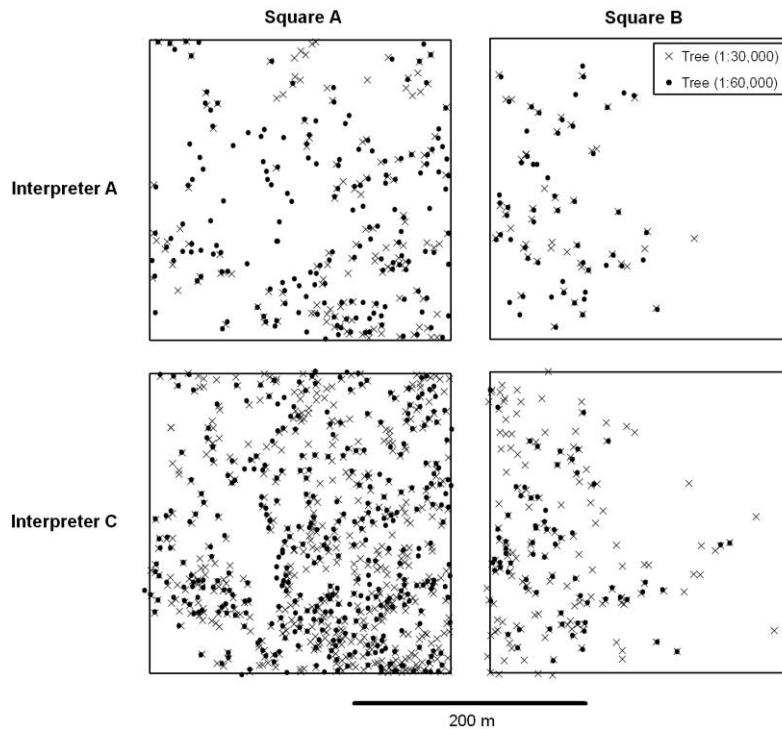 Square A
Square B
Tree (1:30,000)
Tree (1:60,000)
Interpreter A
Interpreter C
200 m